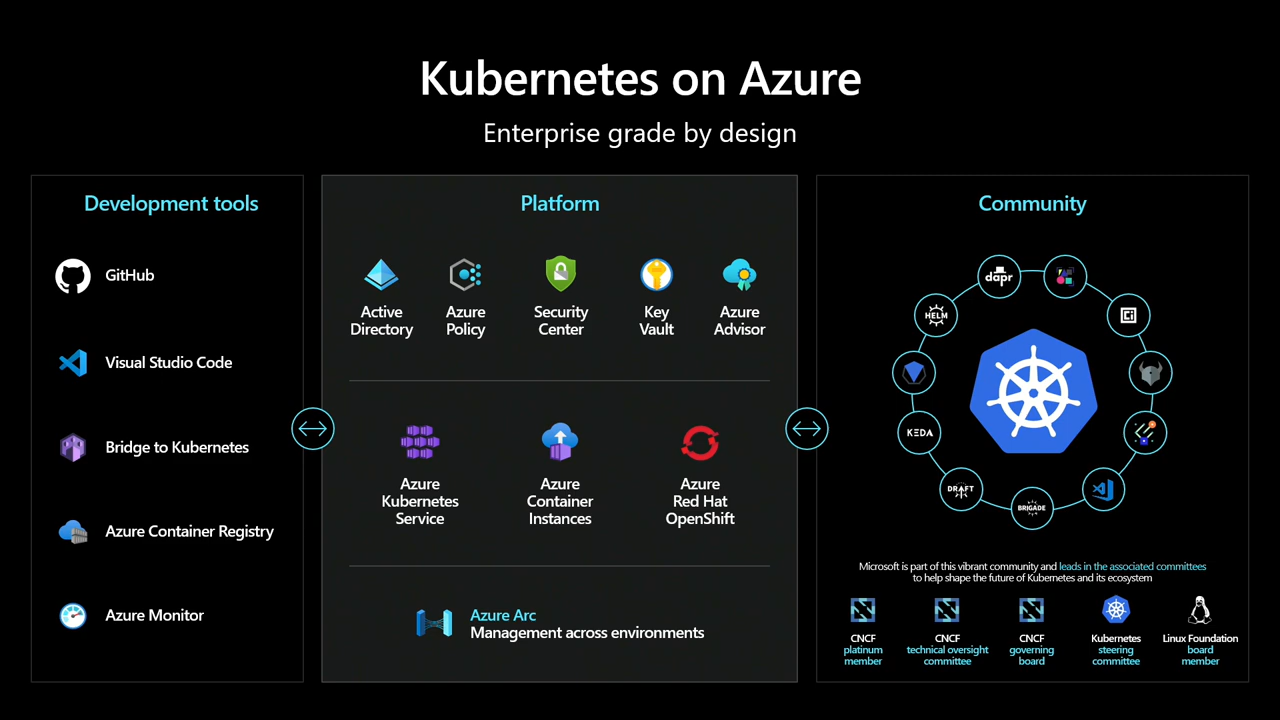 Kubernetes on Azure
Enterprise grade by design
Development tools
GitHub
Visual Studio Code
Bridge to Kubernetes
Azure Container Registry
Azure Monitor
Platform
Active
Directory
Azure
Policy
Security
Center
Key
Vault
Azure
Advisor
Azure
Kubernetes
Service
Azure
Container
Instances
Azure
Red Hat
OpenShift
Azure Arc
Management across environments
Community
dapr
HELM
KEDA
DRAFT
BRIGADE
Microsoft is part of this vibrant community and leads in the associated committees
to help shape the future of Kubernetes and its ecosystem
CNCF
platinum
member
CNCF
technical oversight
committee
CNCF
governing
board
Kubernetes
steering
committee
Linux Foundation
board
member